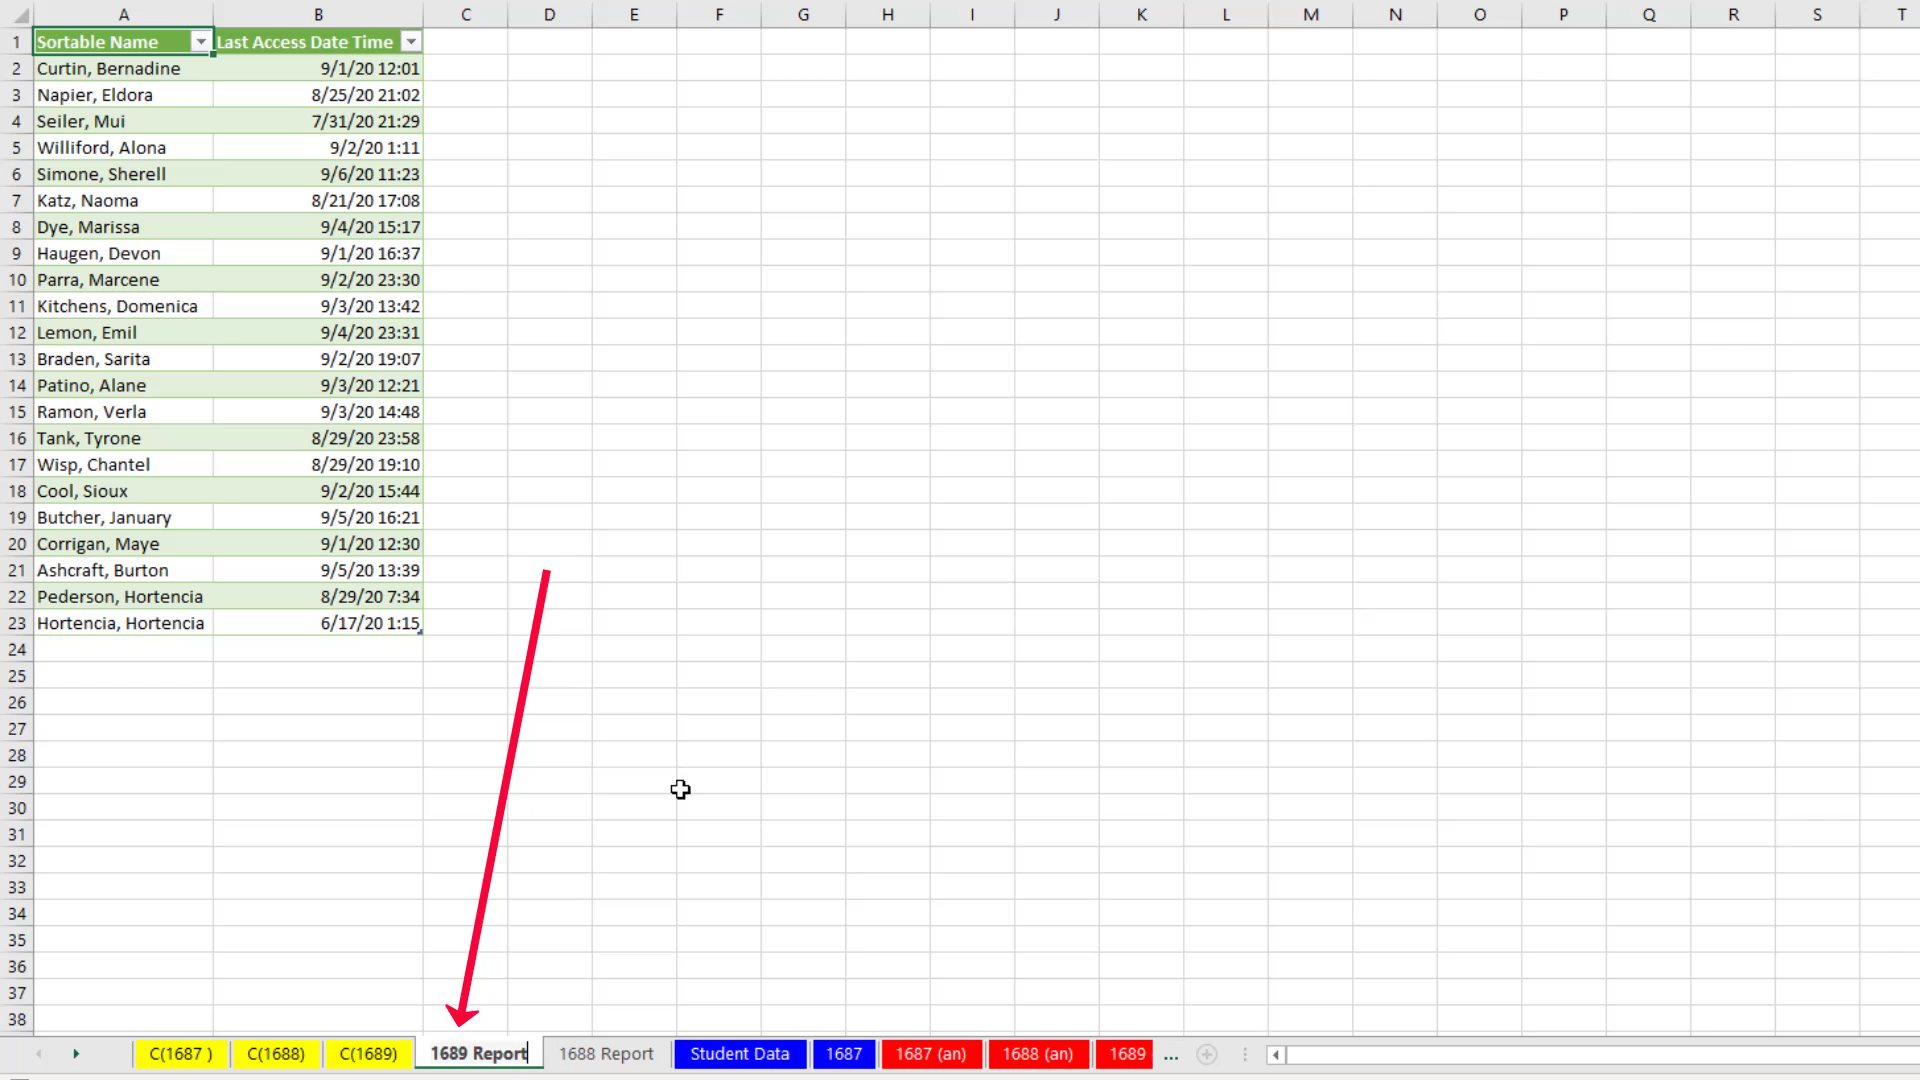 A B C D E F G H I J K L M N O P Q R S T
1 Sortable Name Last Access Date Time
2 Curtin, Bernadine 9/1/20 12:01
3 Napier, Eldora 8/25/20 21:02
4 Seiler, Mui 7/31/20 21:29
5 Williford, Alona 9/2/20 1:11
6 Simone, Sherell 9/6/20 11:23
7 Katz, Naoma 8/21/20 17:08
8 Dye, Marissa 9/4/20 15:17
9 Haugen, Devon 9/1/20 16:37
10 Parra, Marcene 9/2/20 23:30
11 Kitchens, Domenica 9/3/20 13:42
12 Lemon, Emil 9/4/20 23:31
13 Braden, Sarita 9/2/20 19:07
14 Patino, Alane 9/3/20 12:21
15 Ramon, Verla 9/3/20 14:48
16 Tank, Tyrone 8/29/20 23:58
17 Wisp, Chantel 8/29/20 19:10
18 Cool, Sioux 9/2/20 15:44
19 Butcher, January 9/5/20 16:21
20 Corrigan, Maye 9/1/20 12:30
21 Ashcraft, Burton 9/5/20 13:39
22 Pederson, Hortencia 8/29/20 7:34
23 Hortencia, Hortencia 6/17/20 1:15
24
25
26
27
28
29
30
31
32
33
34
35
36
37
38
C(1687 ) C(1688) C(1689) 1689 Report 1688 Report Student Data 1687 1687 (an) 1688 (an) 1689 ...